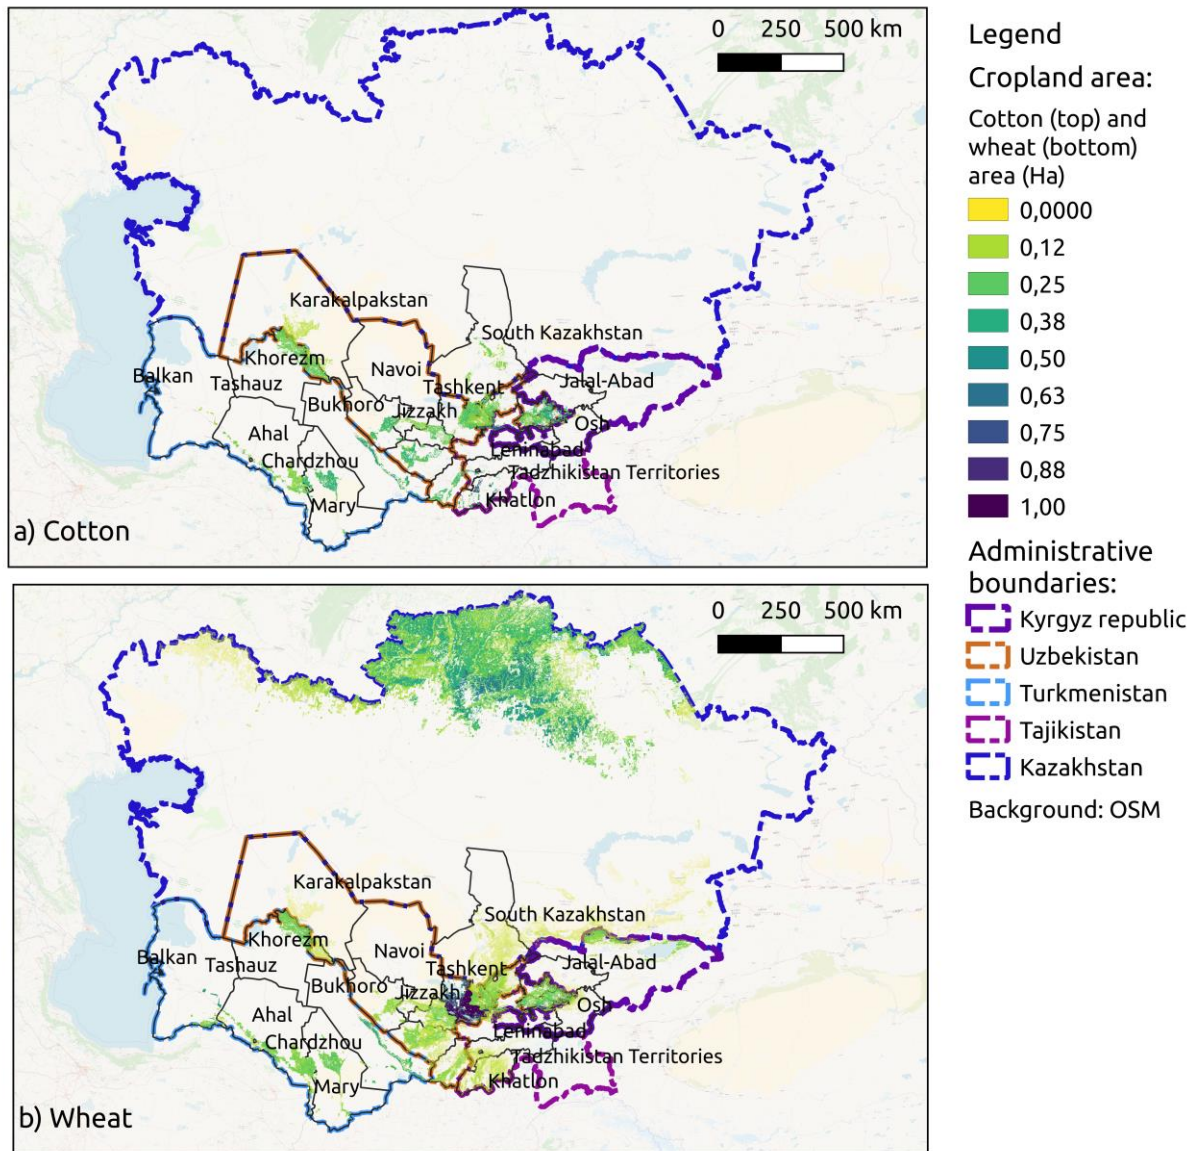 0 250 500 km
Karakalpakstan
South Kazakhstan
Khorezm
Navoi
Balkan
Tashauz
Tashkent
Jalal-Abad
Bukhoro
Jizzakh
Ahal
Osh
Leninabad
Chardzhou
Tadzhikistan Territories
Mary
Khatlon
a) Cotton
0 250 500 km
Karakalpakstan
South Kazakhstan
Khorezm
Navoi
Balkan
Tashauz
Tashkent
Jalal-Abad
Bukhoro
Jizzakh
Ahal
Osh
Leninabad
Chardzhou
Tadzhikistan Territories
Mary
Khatlon
b) Wheat
Legend
Cropland area:
Cotton (top) and
wheat (bottom)
area (Ha)
0,0000
0,12
0,25
0,38
0,50
0,63
0,75
0,88
1,00
Administrative
boundaries:
Kyrgyz republic
Uzbekistan
Turkmenistan
Tajikistan
Kazakhstan
Background: OSM